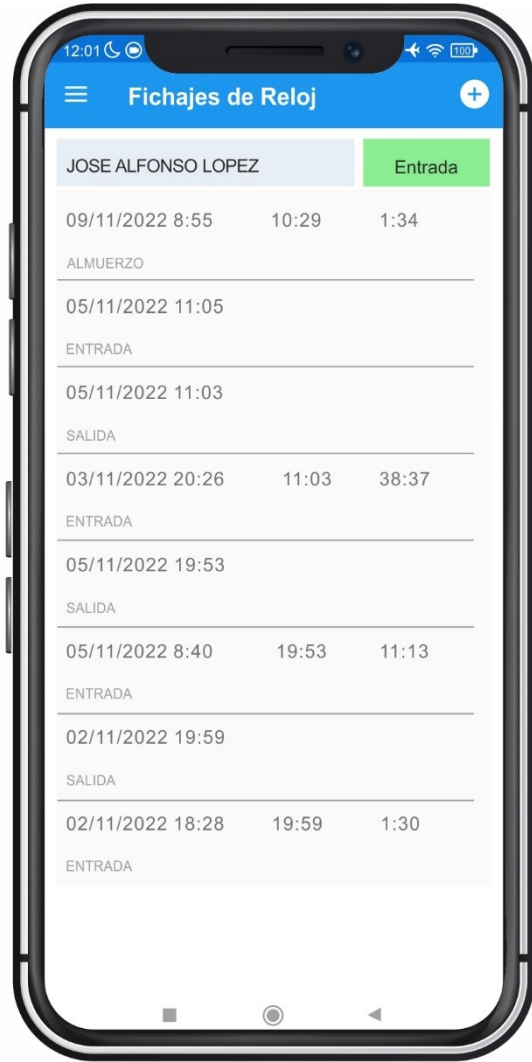 12:01 100
Fichajes de Reloj
JOSE ALFONSO LOPEZ Entrada
09/11/2022 8:55 10:29 1:34
ALMUERZO
05/11/2022 11:05
ENTRADA
05/11/2022 11:03
SALIDA
03/11/2022 20:26 11:03 38:37
ENTRADA
05/11/2022 19:53
SALIDA
05/11/2022 8:40 19:53 11:13
ENTRADA
02/11/2022 19:59
SALIDA
02/11/2022 18:28 19:59 1:30
ENTRADA